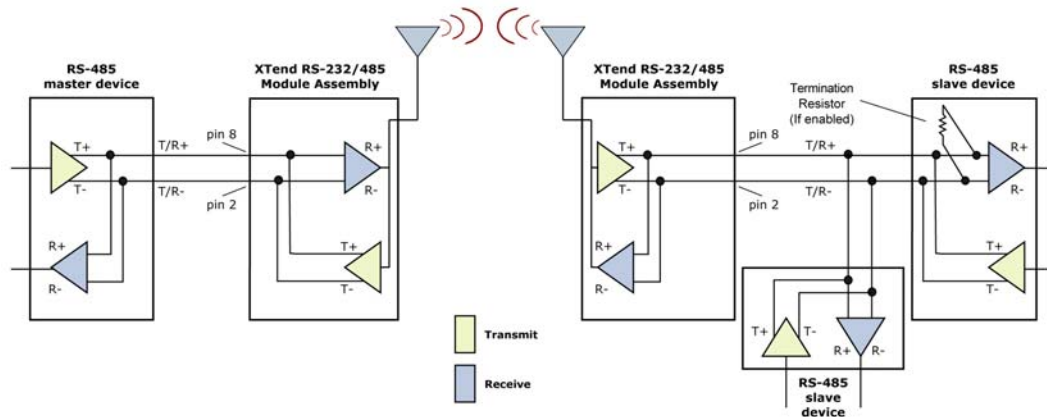 RS-485
master device
XTend RS-232/485
Module Assembly
XTend RS-232/485
Module Assembly
RS-485
slave device
Termination
Resistor
(If enabled)
pin 8
pin 8
T+
T/R+
R+
T+
T/R+
R+
T-
T/R-
R-
T-
T/R-
R-
pin 2
pin 2
R+
T+
R+
T+
R-
T-
R-
T-
T+
T-
R+
R-
Transmit
Receive
RS-485
slave
device